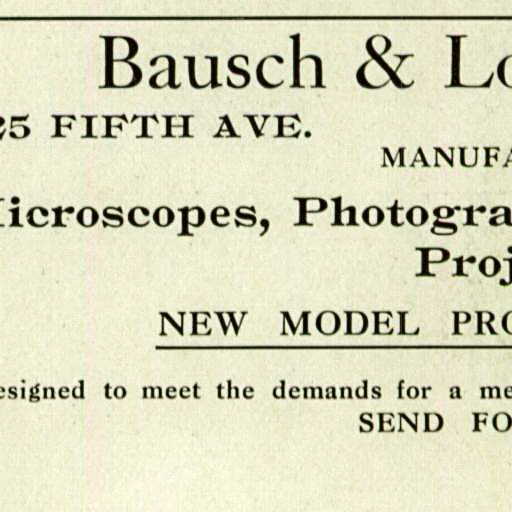 Bausch & Lo
25 FIFTH AVE.
MANUFA
icroscopes, Photogra
Proj
NEW MODEL PRO
esigned to meet the demands for a me
SEND FO